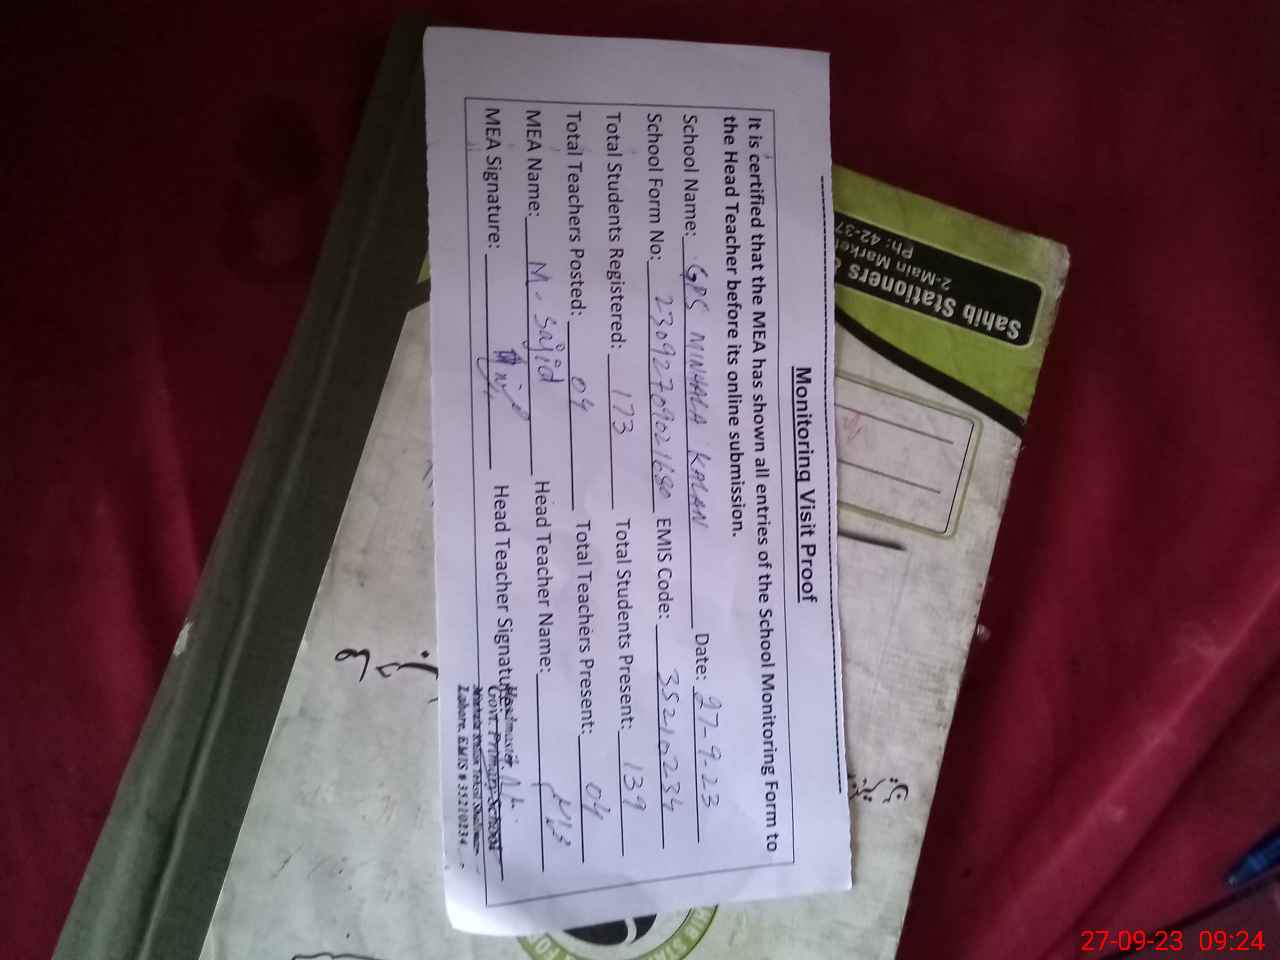 Monitoring Visit Proof
It is certified that the MEA has shown all entries of the School Monitoring Form to
the Head Teacher before its online submission.
School Name: GPS MINHALA KALAN Date: 27-9-23
School Form No: 23092709021680 EMIS Code: 35210234
Total Students Registered: 173 Total Students Present: 139
Total Teachers Posted: 04 Total Teachers Present: 04
MEA Name: M. Sajid Head Teacher Name:
MEA Signature: Head Teacher Signature:
Headmaster
Govt. Primary School
Lahore. EMIS # 35210234
Sahib Stationers &
2-Main Market
Ph: 42-37
27-09-23 09:24